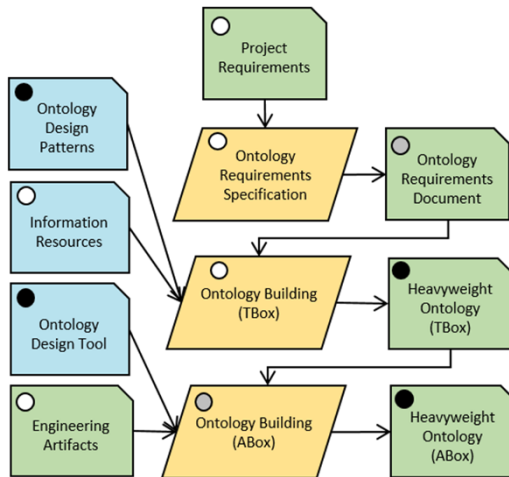 Project
Requirements
Ontology
Design
Patterns
Ontology
Requirements
Specification
Ontology
Requirements
Document
Information
Resources
Ontology Building
(TBox)
Heavyweight
Ontology
(TBox)
Ontology
Design Tool
Engineering
Artifacts
Ontology Building
(ABox)
Heavyweight
Ontology
(ABox)